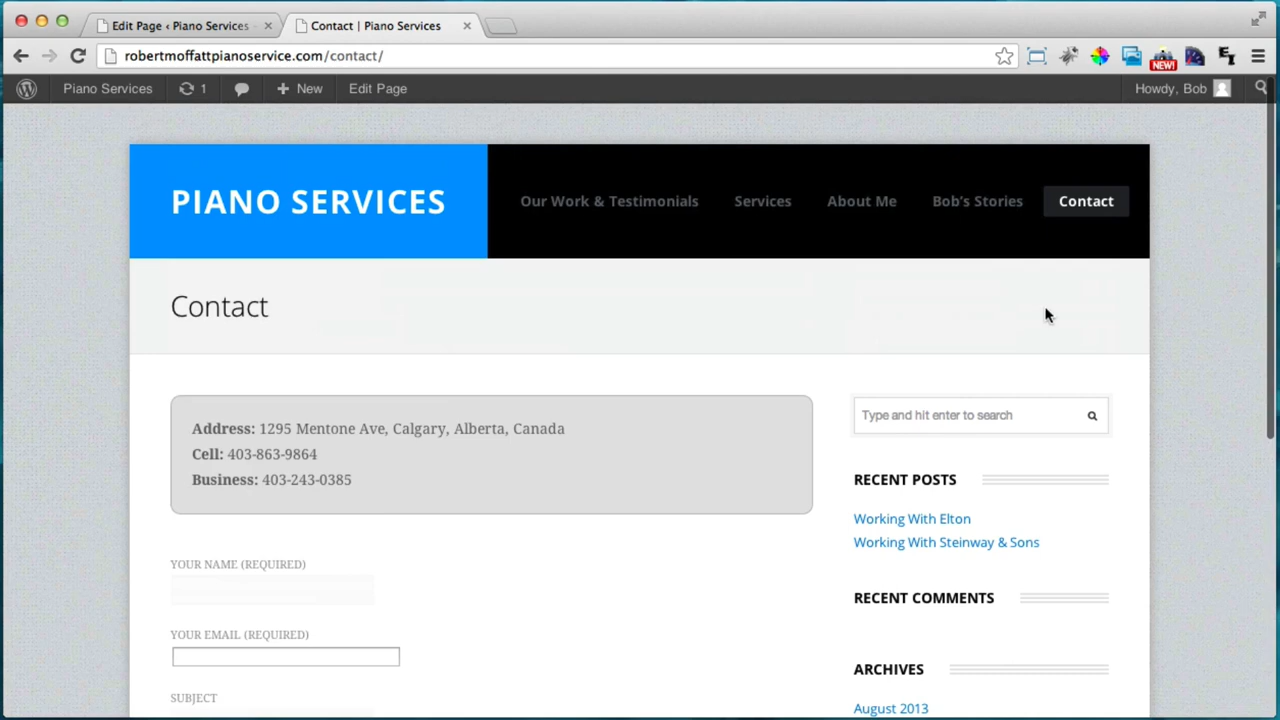 Edit Page ‹ Piano Services
Contact | Piano Services
robertmoffattpianoservice.com/contact/
NEW!
Piano Services
1
New
Edit Page
Howdy, Bob
PIANO SERVICES
Our Work & Testimonials
Services
About Me
Bob's Stories
Contact
Contact
Address: 1295 Mentone Ave, Calgary, Alberta, Canada
Cell: 403-863-9864
Business: 403-243-0385
Type and hit enter to search
RECENT POSTS
Working With Elton
Working With Steinway & Sons
YOUR NAME (REQUIRED)
RECENT COMMENTS
YOUR EMAIL (REQUIRED)
ARCHIVES
SUBJECT
August 2013